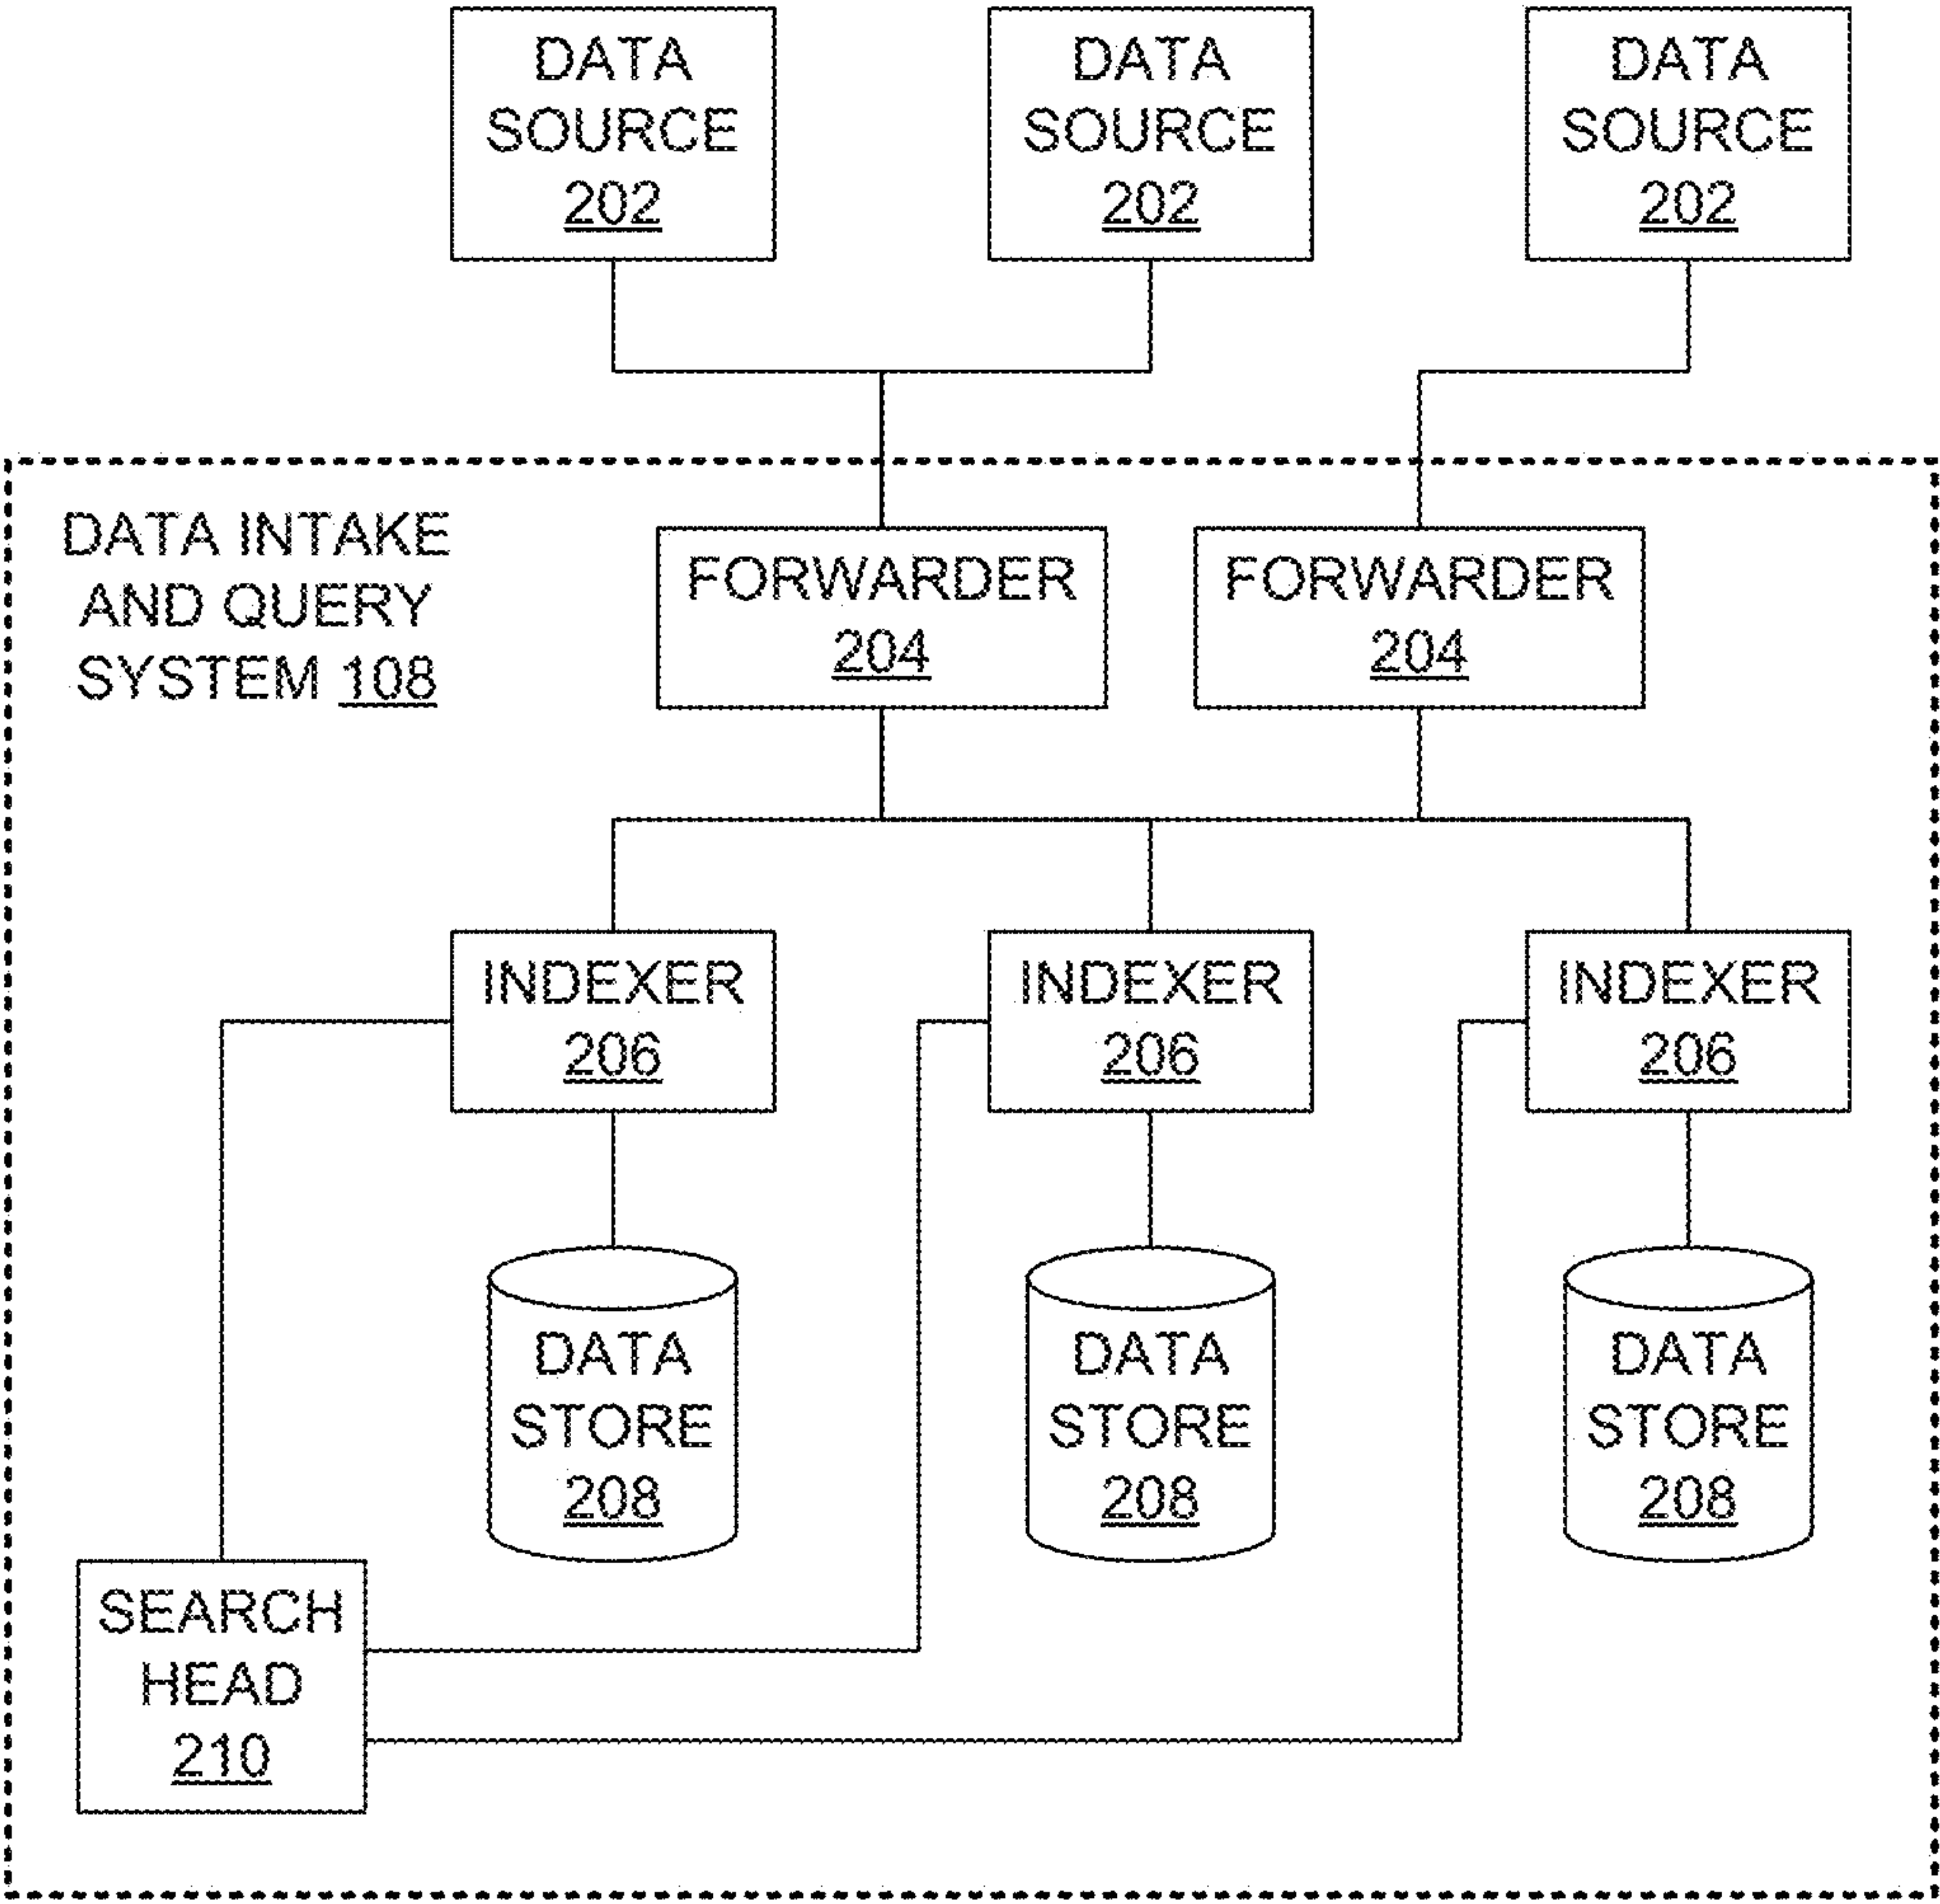 DATA
SOURCE
202
DATA
SOURCE
202
DATA
SOURCE
202
DATA INTAKE
AND QUERY
SYSTEM 108
FORWARDER
204
FORWARDER
204
INDEXER
206
INDEXER
206
INDEXER
206
DATA
STORE
208
DATA
STORE
208
DATA
STORE
208
SEARCH
HEAD
210